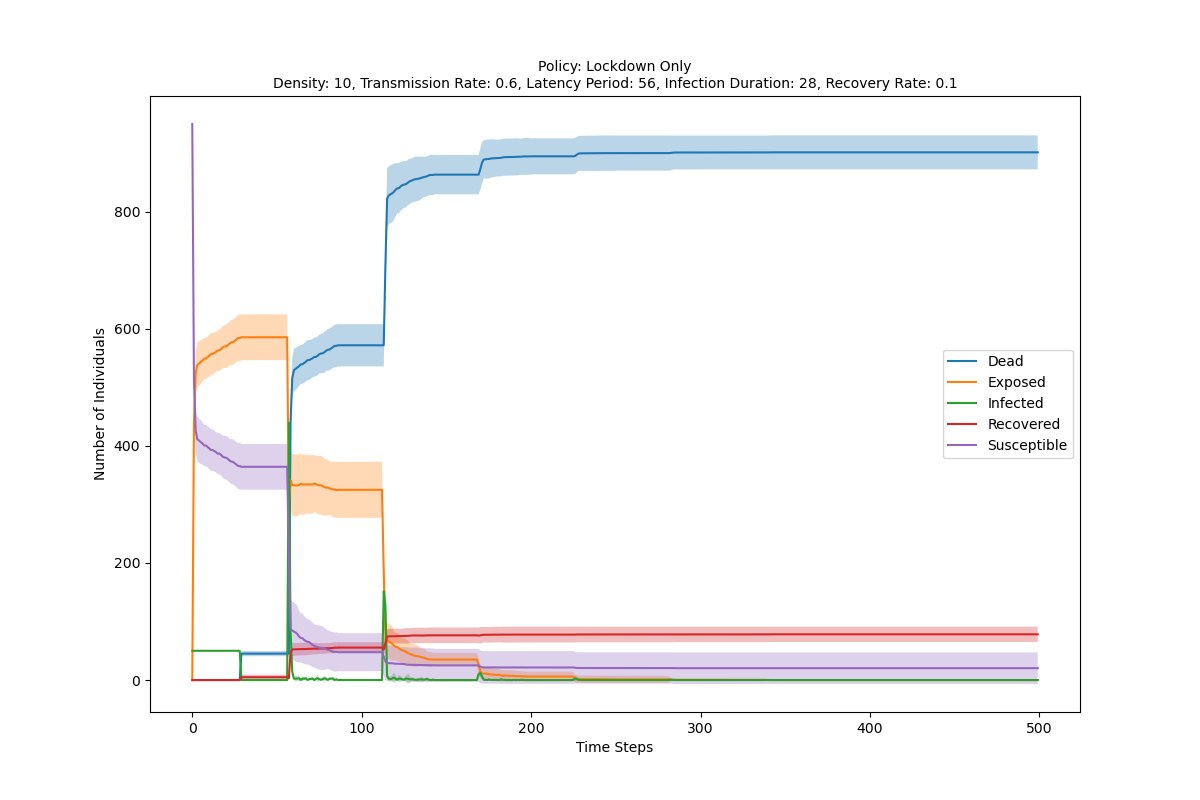 Policy: Lockdown Only
Density: 10, Transmission Rate: 0.6, Latency Period: 56, Infection Duration: 28, Recovery Rate: 0.1
Number of Individuals
800
600
400
200
0
Dead
Exposed
Infected
Recovered
Susceptible
0 100 200 300 400 500
Time Steps